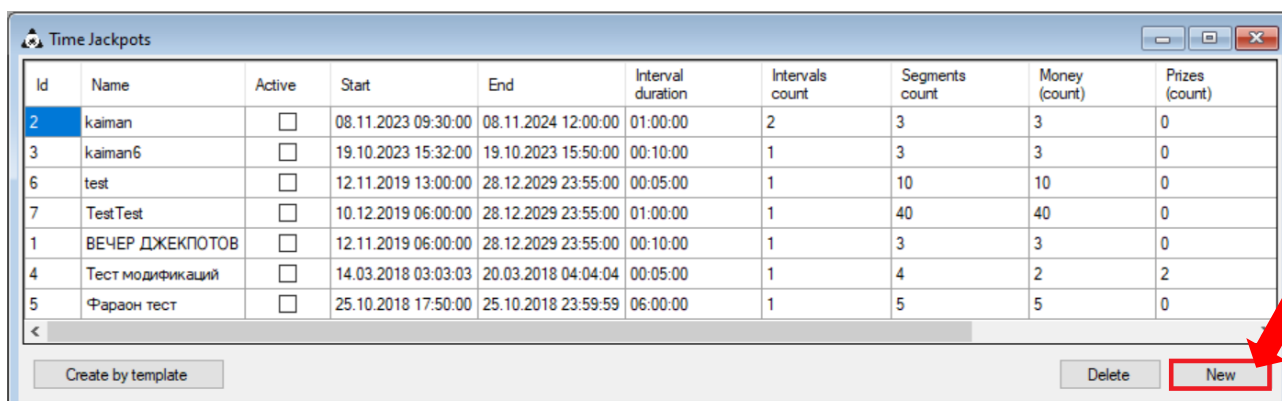 Time Jackpots
Id Name Active Start End Interval duration Intervals count Segments count Money (count) Prizes (count)
2 kaiman 08.11.2023 09:30:00 08.11.2024 12:00:00 01:00:00 2 3 3 0
3 kaiman6 19.10.2023 15:32:00 19.10.2023 15:50:00 00:10:00 1 3 3 0
6 test 12.11.2019 13:00:00 28.12.2029 23:55:00 00:05:00 1 10 10 0
7 TestTest 10.12.2019 06:00:00 28.12.2029 23:55:00 01:00:00 1 40 40 0
1 ВЕЧЕР ДЖЕКПОТОВ 12.11.2019 06:00:00 28.12.2029 23:55:00 00:10:00 1 3 3 0
4 Тест модификаций 14.03.2018 03:03:03 20.03.2018 04:04:04 00:05:00 1 4 2 2
5 Фараон тест 25.10.2018 17:50:00 25.10.2018 23:59:59 06:00:00 1 5 5 0
Create by template Delete New